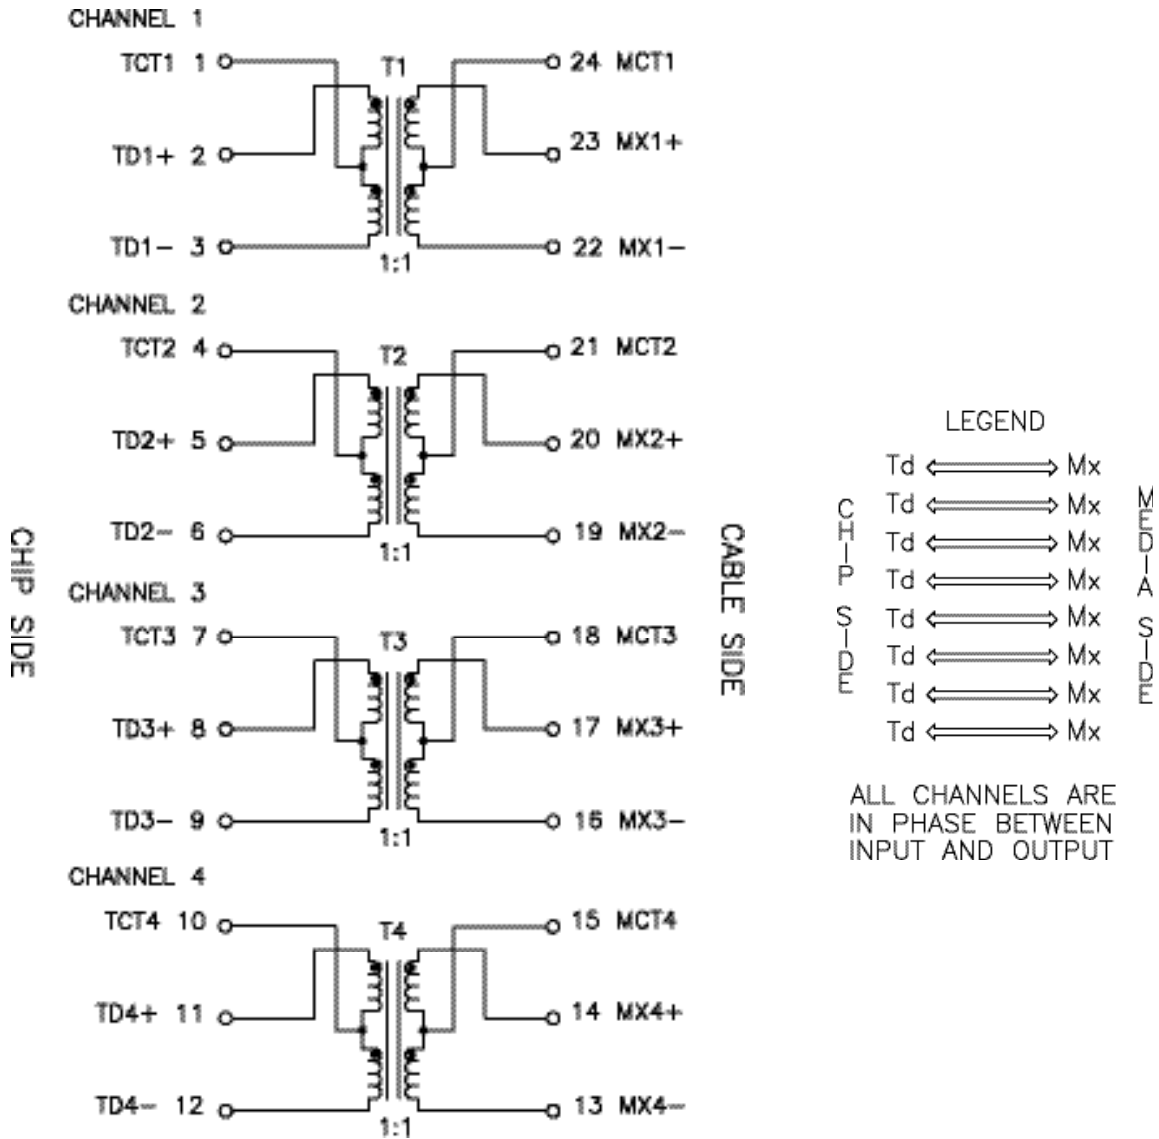 CHANNEL 1
TCT1 1
T1
24 MCT1
TD1+ 2
23 MX1+
TD1- 3
22 MX1-
1:1
CHANNEL 2
TCT2 4
T2
21 MCT2
TD2+ 5
20 MX2+
TD2- 6
19 MX2-
1:1
CHANNEL 3
TCT3 7
T3
18 MCT3
TD3+ 8
17 MX3+
TD3- 9
16 MX3-
1:1
CHANNEL 4
TCT4 10
T4
15 MCT4
TD4+ 11
14 MX4+
TD4- 12
13 MX4-
1:1
CHIP SIDE
CABLE SIDE
LEGEND
Td Mx
Td Mx
Td Mx
Td Mx
Td Mx
Td Mx
Td Mx
Td Mx
CHIP SIDE
MEDIA SIDE
ALL CHANNELS ARE
IN PHASE BETWEEN
INPUT AND OUTPUT